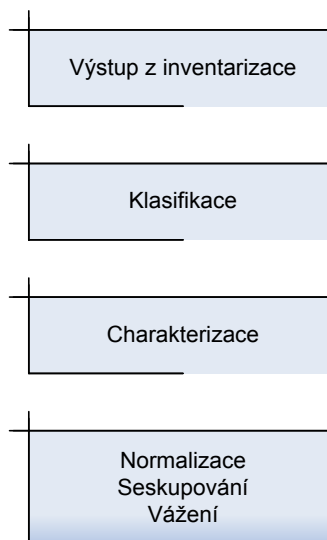 Výstup z inventarizace
Klasifikace
Charakterizace
Normalizace
Seskupování
Vážení